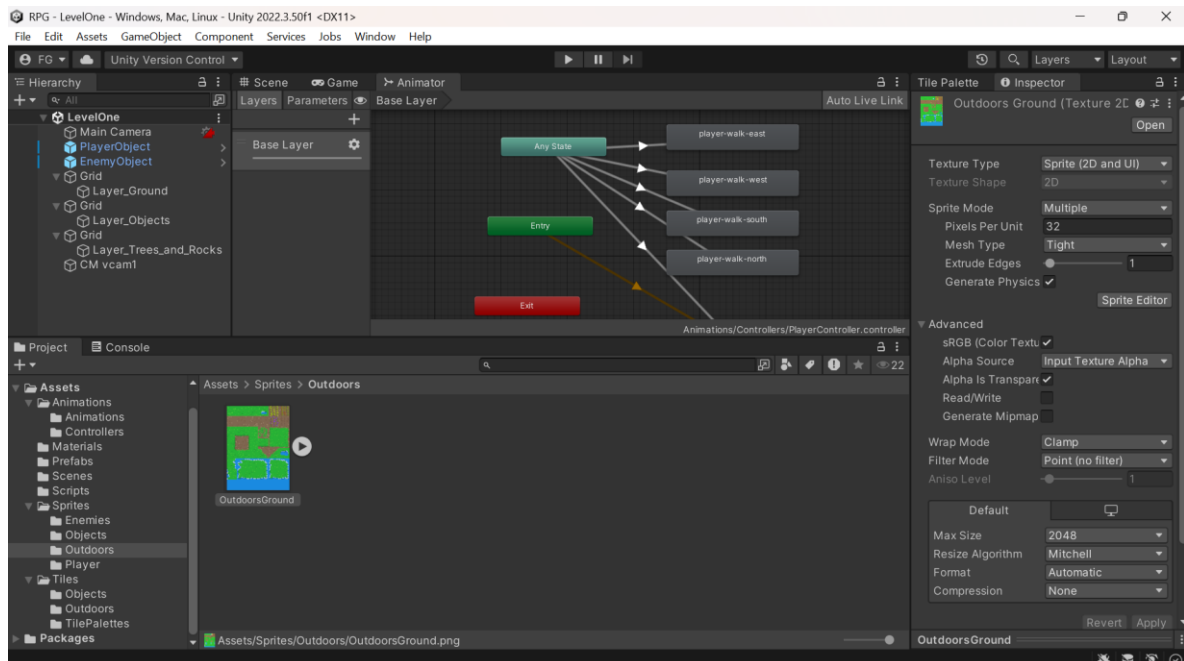 RPG - LevelOne - Windows, Mac, Linux - Unity 2022.3.50f1 <DX11>
File Edit Assets GameObject Component Services Jobs Window Help
FG Unity Version Control Layers Layout
Hierarchy
All
LevelOne
Main Camera
PlayerObject
EnemyObject
Grid
Layer_Ground
Grid
Layer_Objects
Grid
Layer_Trees_and_Rocks
CM vcam1
Scene Game Animator
Layers Parameters Base Layer Auto Live Link
Base Layer
Any State
Entry
Exit
player-walk-east
player-walk-west
player-walk-south
player-walk-north
Animations/Controllers/PlayerController.controller
Project Console
22
Assets
Animations
Animations
Controllers
Materials
Prefabs
Scenes
Scripts
Sprites
Enemies
Objects
Outdoors
Player
Tiles
Objects
Outdoors
TilePalettes
Packages
Assets > Sprites > Outdoors
OutdoorsGround
Assets/Sprites/Outdoors/OutdoorsGround.png
Tile Palette Inspector
Outdoors Ground (Texture 2D
Open
Texture Type Sprite (2D and UI)
Texture Shape 2D
Sprite Mode Multiple
Pixels Per Unit 32
Mesh Type Tight
Extrude Edges 1
Generate Physics
Sprite Editor
Advanced
sRGB (Color Textu
Alpha Source Input Texture Alpha
Alpha Is Transpare
Read/Write
Generate Mipmap
Wrap Mode Clamp
Filter Mode Point (no filter)
Aniso Level 1
Default
Max Size 2048
Resize Algorithm Mitchell
Format Automatic
Compression None
Revert Apply
OutdoorsGround